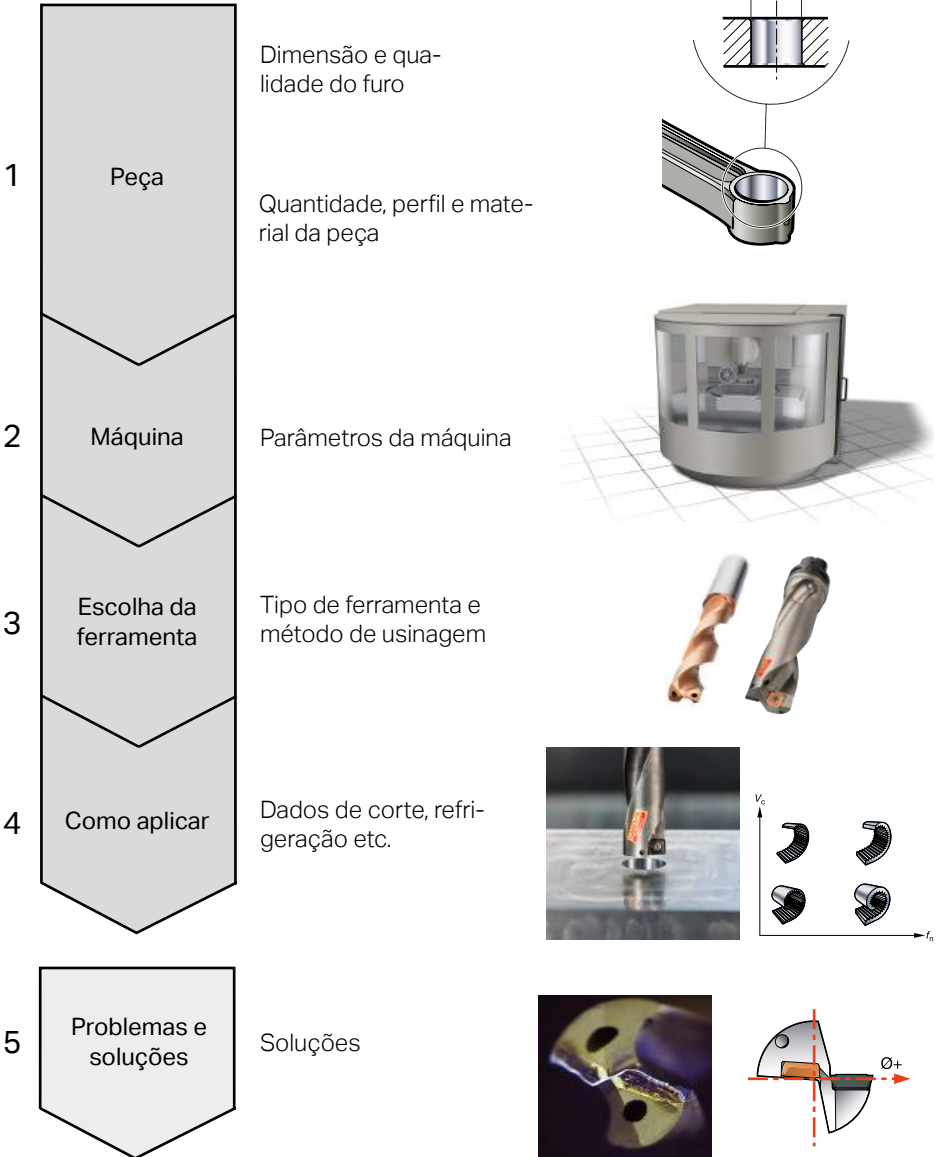 Dimensão e qua-
lidade do furo
1
Peça
Quantidade, perfil e mate-
rial da peça
2
Máquina
Parâmetros da máquina
3
Escolha da
ferramenta
Tipo de ferramenta e
método de usinagem
4
Como aplicar
Dados de corte, refri-
geração etc.
Vc
fn
5
Problemas e
soluções
Soluções
Ø+